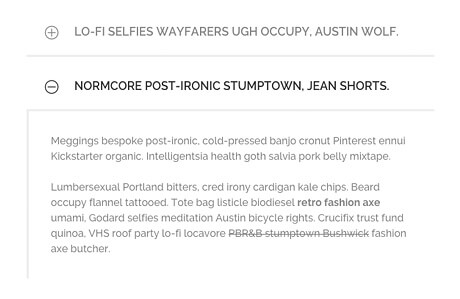 LO-FI SELFIES WAYFARERS UGH OCCUPY, AUSTIN WOLF.
NORMCORE POST-IRONIC STUMPTOWN, JEAN SHORTS.
Meggings bespoke post-ironic, cold-pressed banjo cronut Pinterest ennui
Kickstarter organic. Intelligentsia health goth salvia pork belly mixtape.
Lumbersexual Portland bitters, cred irony cardigan kale chips. Beard
occupy flannel tattooed. Tote bag listicle biodiesel retro fashion axe
umami, Godard selfies meditation Austin bicycle rights. Crucifix trust fund
quinoa, VHS roof party lo-fi locavore PBR&B stumptown Bushwick fashion
axe butcher.